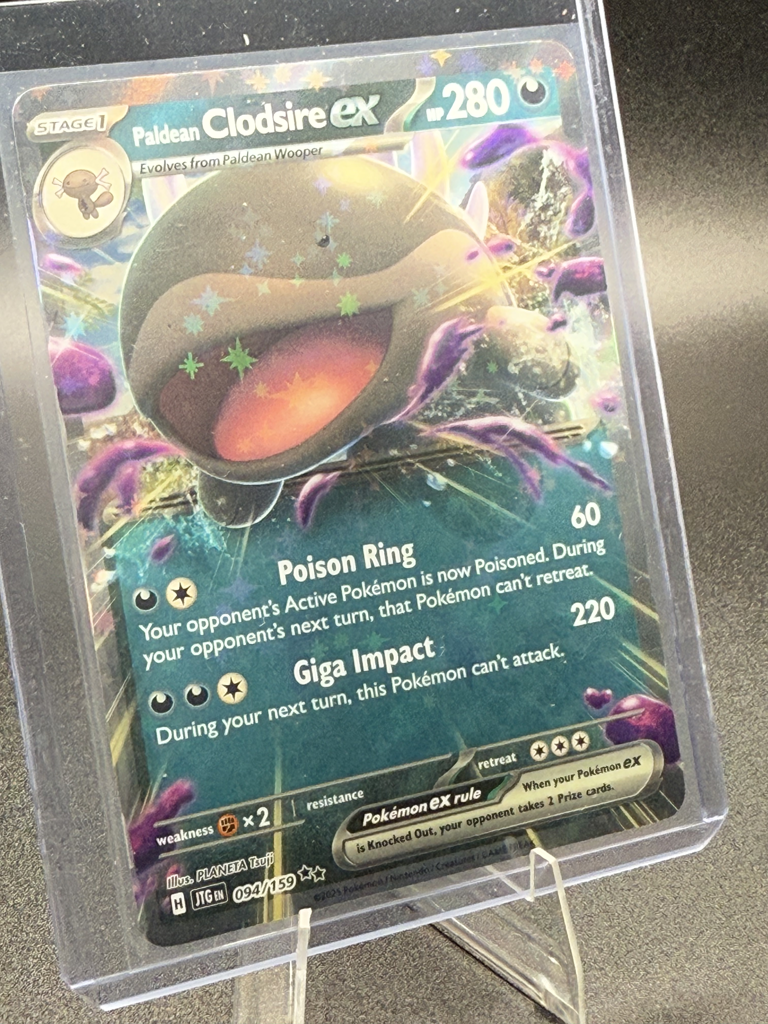 STAGE1
Paldean Clodsire ex HP 280
Evolves from Paldean Wooper
Poison Ring 60
Your opponent's Active Pokémon is now Poisoned. During
your opponent's next turn, that Pokémon can't retreat.
Giga Impact 220
During your next turn, this Pokémon can't attack.
weakness ×2 resistance retreat
Pokémon ex rule When your Pokémon ex
is Knocked Out, your opponent takes 2 Prize cards.
Illus. PLANETA Tsuji
H JTG EN 094/159 ★★
©2025 Pokémon / Nintendo / Creatures / GAME FREAK